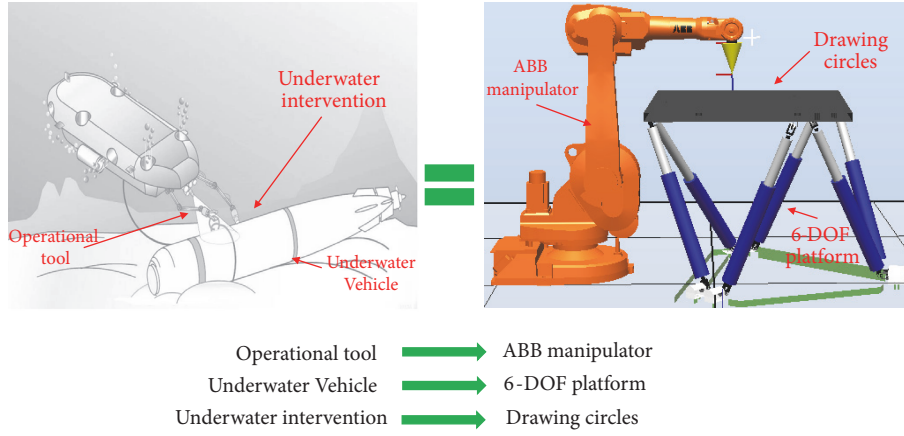 Underwater
intervention
Operational
tool
Underwater
Vehicle
ABB
manipulator
Drawing
circles
6-DOF
platform
Operational tool
ABB manipulator
Underwater Vehicle
6-DOF platform
Underwater intervention
Drawing circles